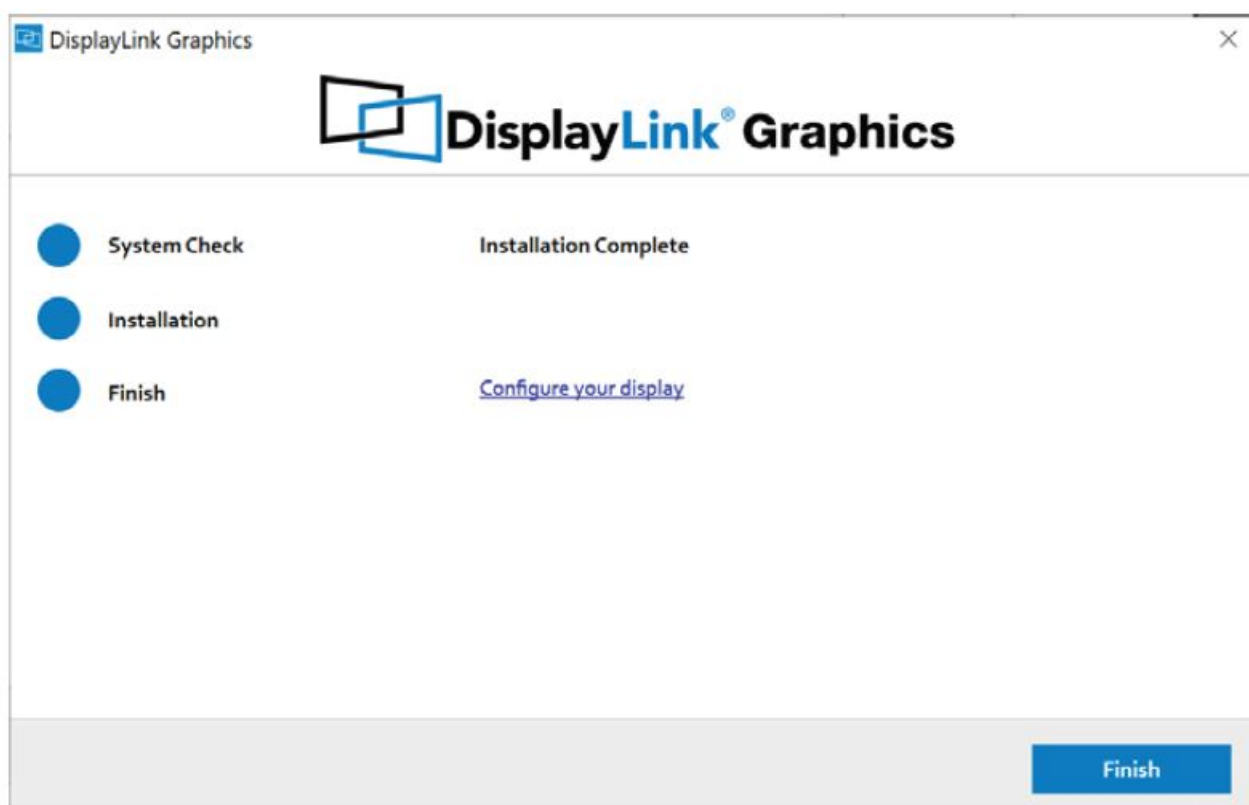 DisplayLink Graphics
DisplayLink® Graphics
System Check
Installation Complete
Installation
Finish
Configure your display
Finish